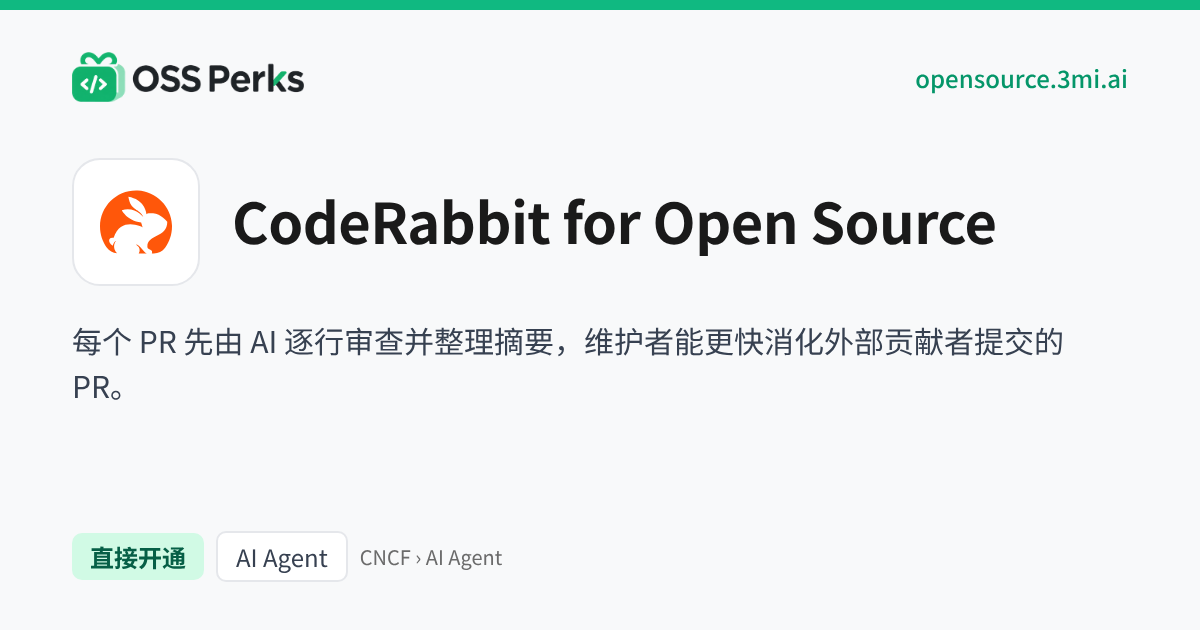 OSS Perks
opensource.3mi.ai
CodeRabbit for Open Source
每个 PR 先由 AI 逐行审查并整理摘要，维护者能更快消化外部贡献者提交的
PR。
直接开通
AI Agent
CNCF › AI Agent